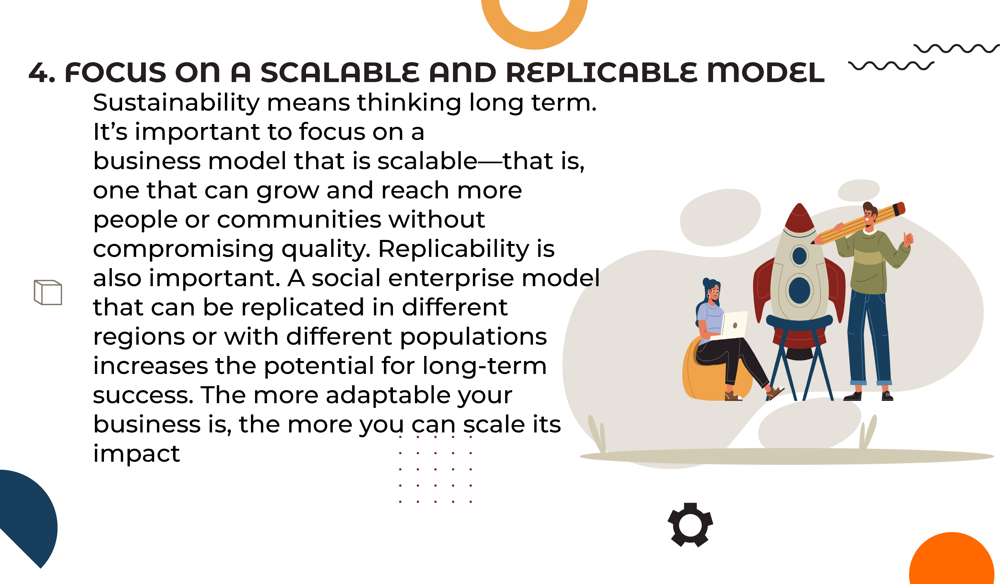 4. FOCUS ON A SCALABLE AND REPLICABLE MODEL
Sustainability means thinking long term.
It’s important to focus on a
business model that is scalable—that is,
one that can grow and reach more
people or communities without
compromising quality. Replicability is
also important. A social enterprise model
that can be replicated in different
regions or with different populations
increases the potential for long-term
success. The more adaptable your
business is, the more you can scale its
impact